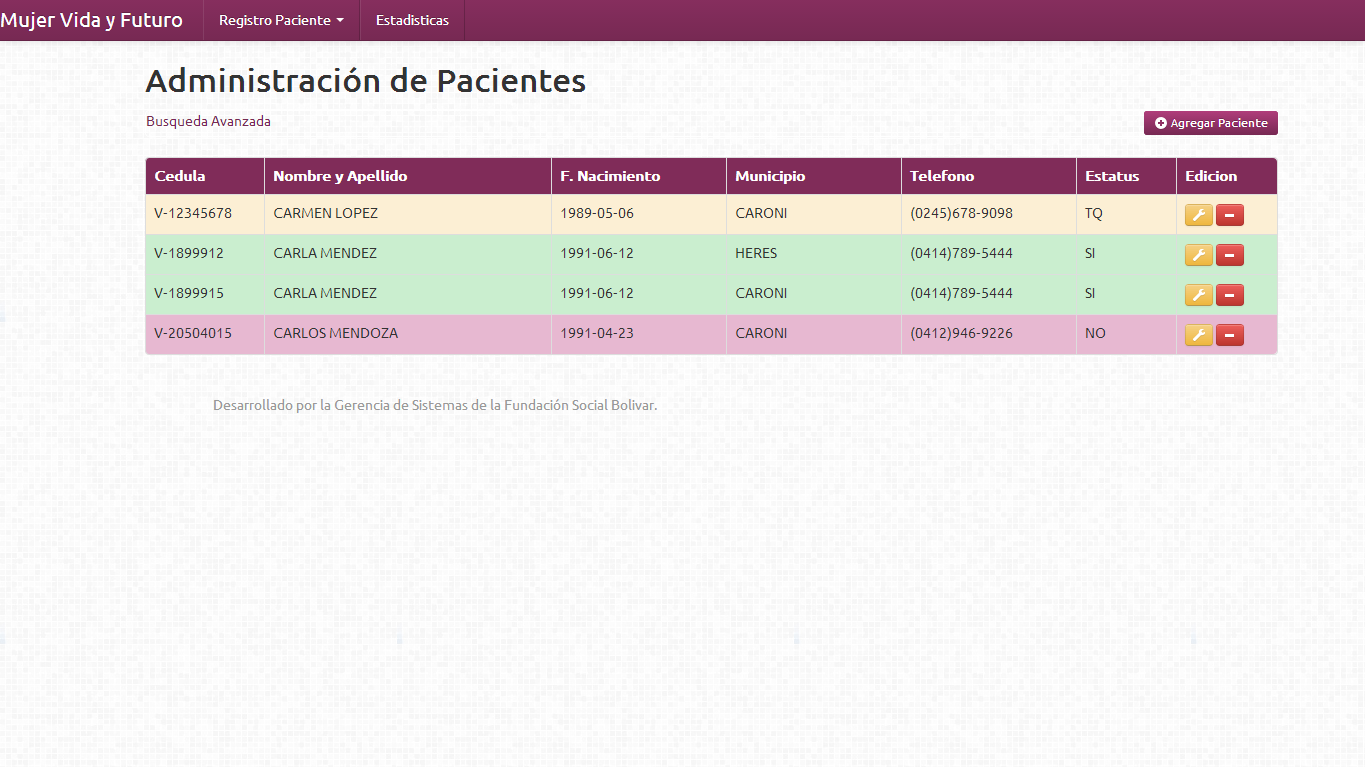 Mujer Vida y Futuro Registro Paciente Estadisticas
Administración de Pacientes
Busqueda Avanzada Agregar Paciente
Cedula Nombre y Apellido F. Nacimiento Municipio Telefono Estatus Edicion
V-12345678 CARMEN LOPEZ 1989-05-06 CARONI (0245)678-9098 TQ
V-1899912 CARLA MENDEZ 1991-06-12 HERES (0414)789-5444 SI
V-1899915 CARLA MENDEZ 1991-06-12 CARONI (0414)789-5444 SI
V-20504015 CARLOS MENDOZA 1991-04-23 CARONI (0412)946-9226 NO
Desarrollado por la Gerencia de Sistemas de la Fundación Social Bolivar.